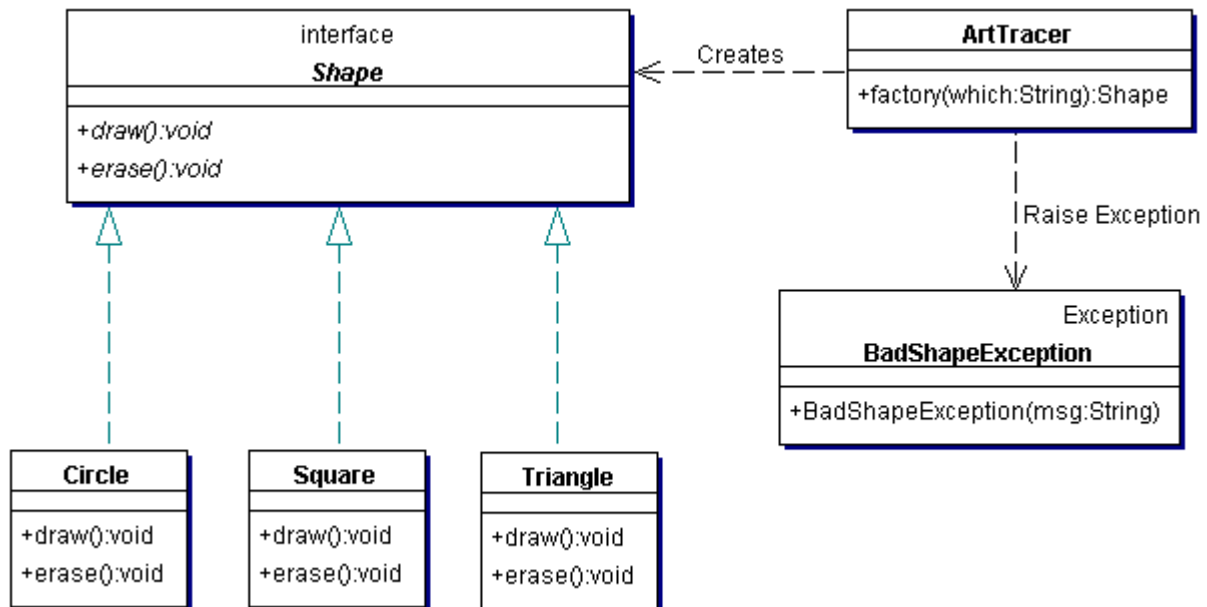 interface
Shape
+draw():void
+erase():void
Creates
ArtTracer
+factory(which:String):Shape
Raise Exception
Exception
BadShapeException
+BadShapeException(msg:String)
Circle
+draw():void
+erase():void
Square
+draw():void
+erase():void
Triangle
+draw():void
+erase():void